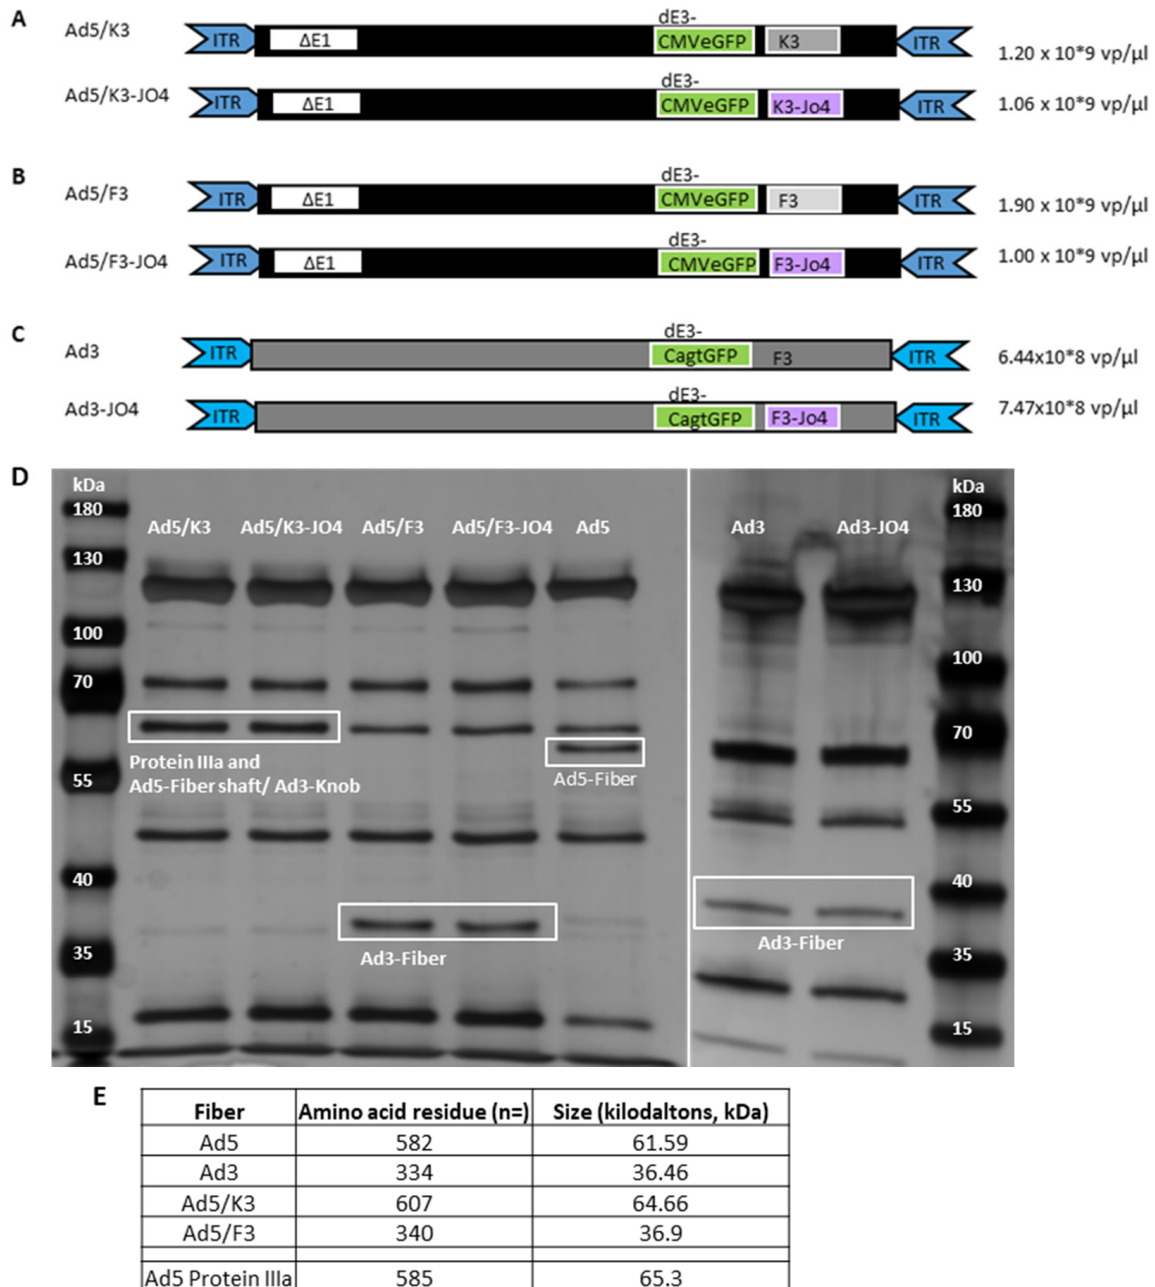 A
Ad5/K3
ITR
ΔE1
dE3-
CMVeGFP
K3
ITR
1.20 x 10*9 vp/µl
Ad5/K3-JO4
ITR
ΔE1
dE3-
CMVeGFP
K3-Jo4
ITR
1.06 x 10*9 vp/µl
B
Ad5/F3
ITR
ΔE1
dE3-
CMVeGFP
F3
ITR
1.90 x 10*9 vp/µl
Ad5/F3-JO4
ITR
ΔE1
dE3-
CMVeGFP
F3-Jo4
ITR
1.00 x 10*9 vp/µl
C
Ad3
ITR
dE3-
CagtGFP
F3
ITR
6.44x10*8 vp/µl
Ad3-JO4
ITR
dE3-
CagtGFP
F3-Jo4
ITR
7.47x10*8 vp/µl
D
kDa
180
130
100
70
55
40
35
15
Ad5/K3 Ad5/K3-JO4 Ad5/F3 Ad5/F3-JO4 Ad5
Protein IIIa and
Ad5-Fiber shaft/ Ad3-Knob
Ad5-Fiber
Ad3-Fiber
Ad3 Ad3-JO4
Ad3-Fiber
kDa
180
130
100
70
55
40
35
15
E
Fiber Amino acid residue (n=) Size (kilodaltons, kDa)
Ad5 582 61.59
Ad3 334 36.46
Ad5/K3 607 64.66
Ad5/F3 340 36.9
Ad5 Protein IIIa 585 65.3